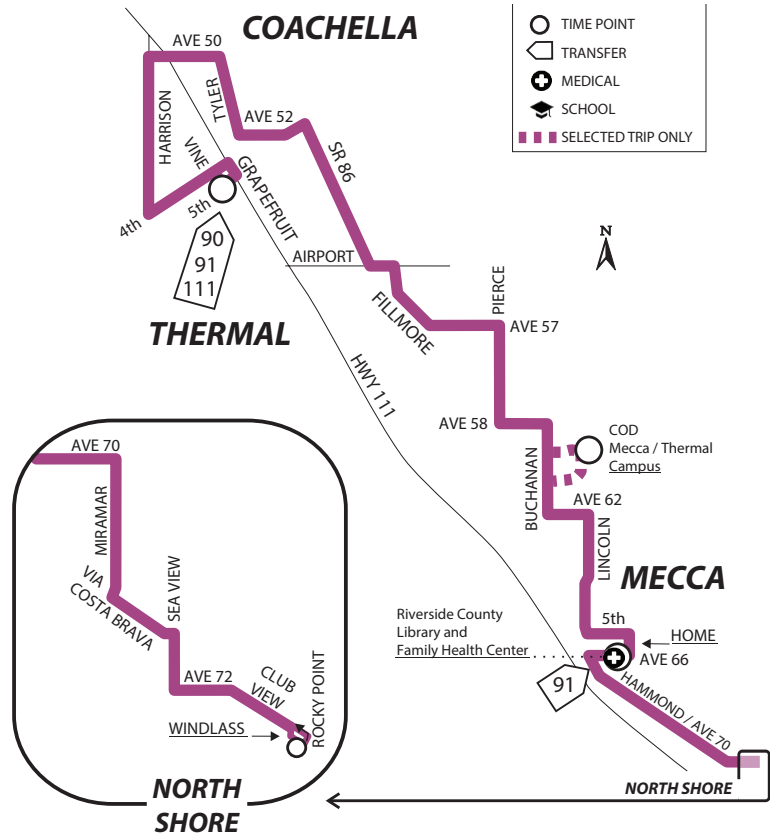 COACHELLA
TIME POINT
TRANSFER
MEDICAL
SCHOOL
SELECTED TRIP ONLY
AVE 50
HARRISON
TYLER
AVE 52
SR 86
VINE
GRAPEFRUIT
5th
4th
90
91
111
THERMAL
AIRPORT
N
FILLMORE
PIERCE
AVE 57
HWY 111
AVE 58
COD
Mecca / Thermal
Campus
BUCHANAN
AVE 62
LINCOLN
MECCA
Riverside County
Library and
Family Health Center
5th
HOME
AVE 66
91
HAMMOND / AVE 70
NORTH SHORE
AVE 70
MIRAMAR
VIA
COSTA BRAVA
SEA VIEW
AVE 72
CLUB
VIEW
ROCKY POINT
WINDLASS
NORTH
SHORE